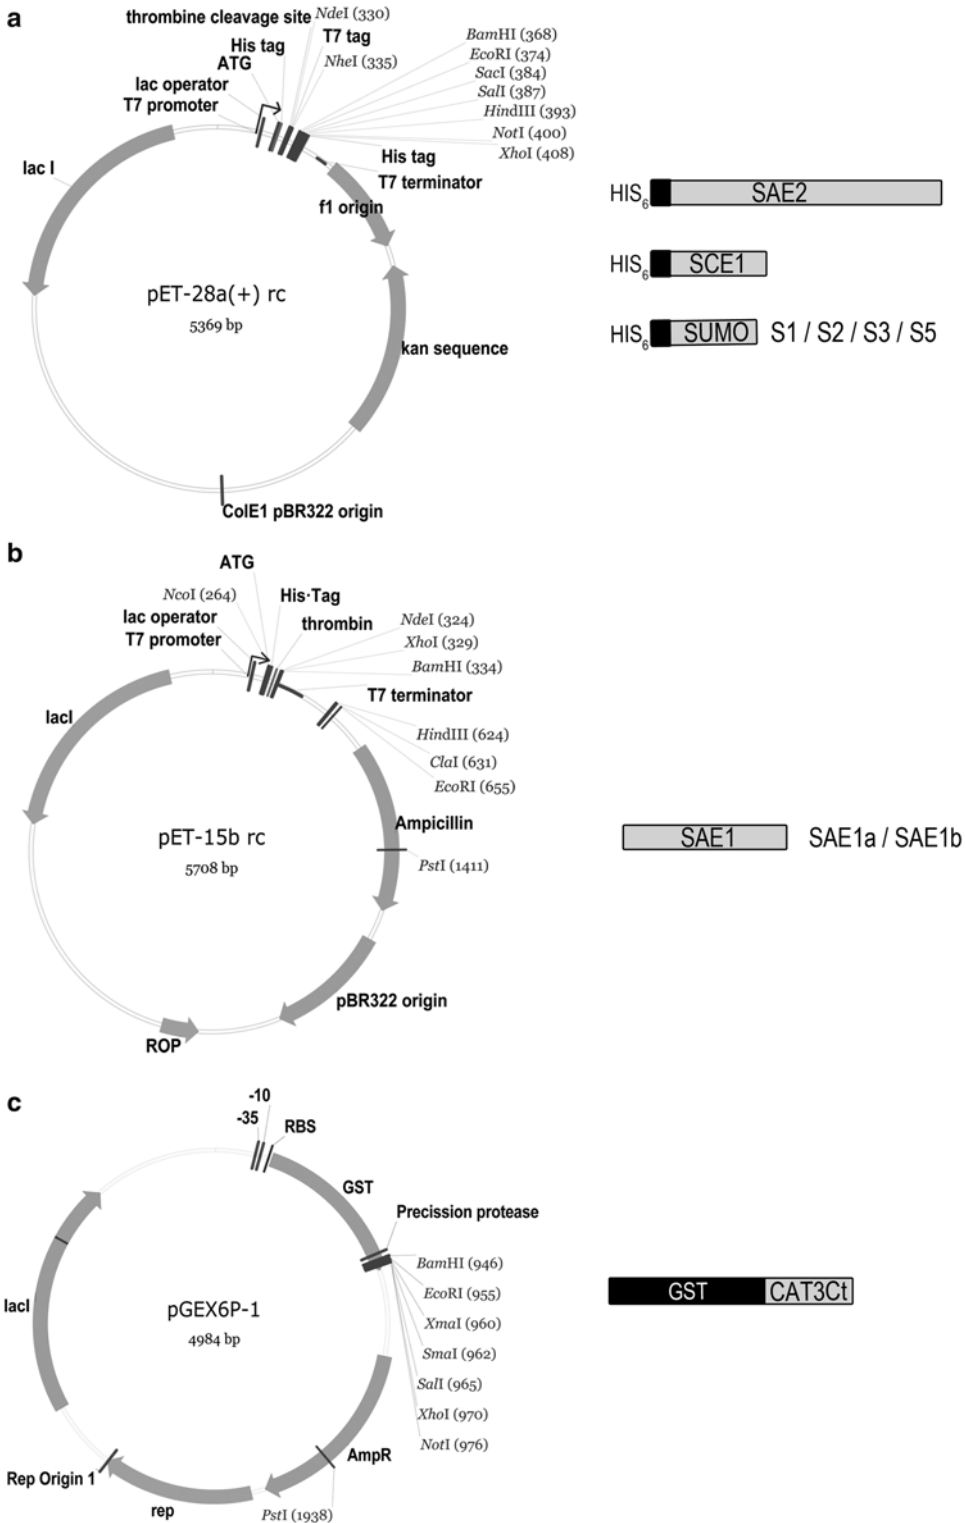 a
thrombine cleavage site
NdeI (330)
His tag
T7 tag
ATG
NheI (335)
lac operator
T7 promoter
BamHI (368)
EcoRI (374)
SacI (384)
SalI (387)
HindIII (393)
NotI (400)
XhoI (408)
His tag
T7 terminator
lac I
f1 origin
pET-28a(+) rc
5369 bp
kan sequence
ColE1 pBR322 origin
HIS6 SAE2
HIS6 SCE1
HIS6 SUMO S1 / S2 / S3 / S5
b
ATG
NcoI (264)
His·Tag
lac operator
thrombin
T7 promoter
NdeI (324)
XhoI (329)
BamHI (334)
T7 terminator
lacI
HindIII (624)
ClaI (631)
EcoRI (655)
pET-15b rc
5708 bp
Ampicillin
PstI (1411)
pBR322 origin
ROP
SAE1 SAE1a / SAE1b
c
-10
-35
RBS
GST
Precission protease
BamHI (946)
EcoRI (955)
XmaI (960)
SmaI (962)
SalI (965)
XhoI (970)
NotI (976)
lacI
pGEX6P-1
4984 bp
AmpR
Rep Origin 1
rep
PstI (1938)
GST CAT3Ct